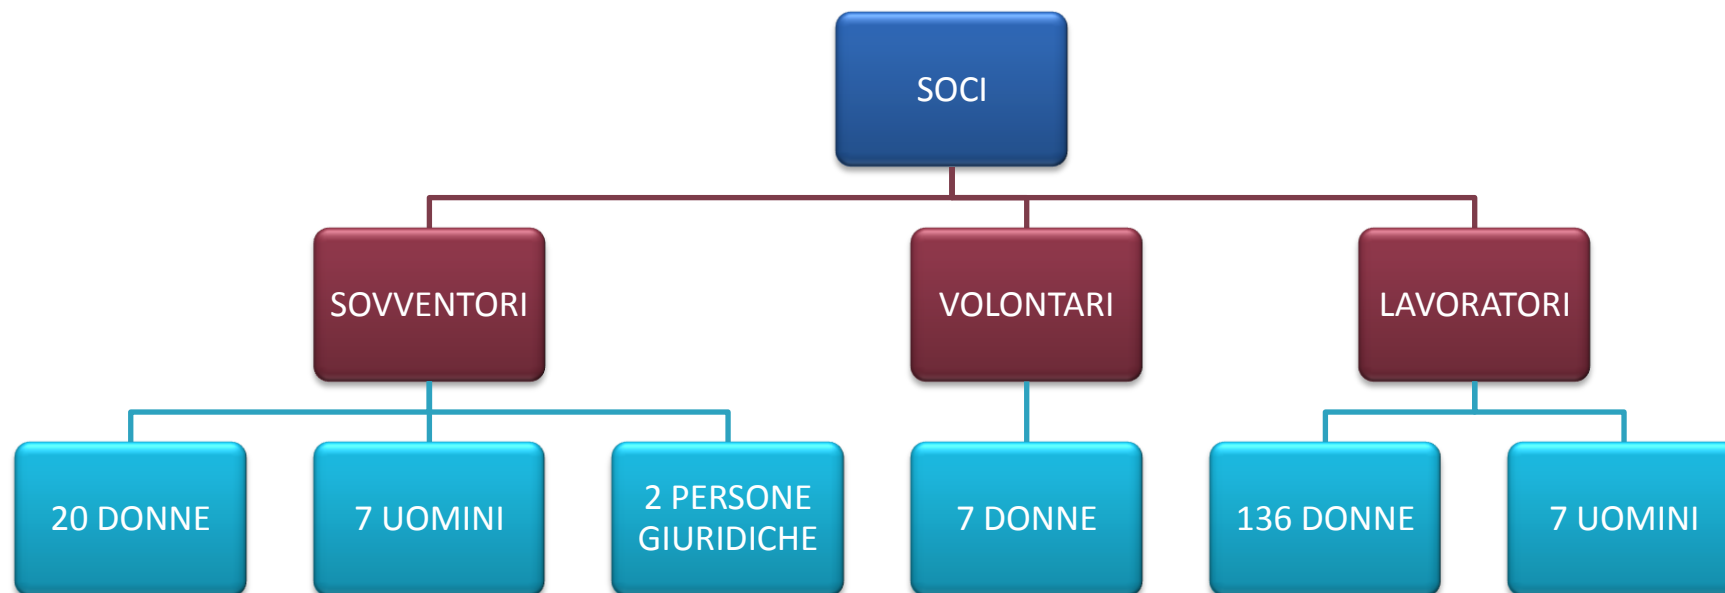 SOCI
SOVVENTORI
VOLONTARI
LAVORATORI
20 DONNE
7 UOMINI
2 PERSONE
GIURIDICHE
7 DONNE
136 DONNE
7 UOMINI